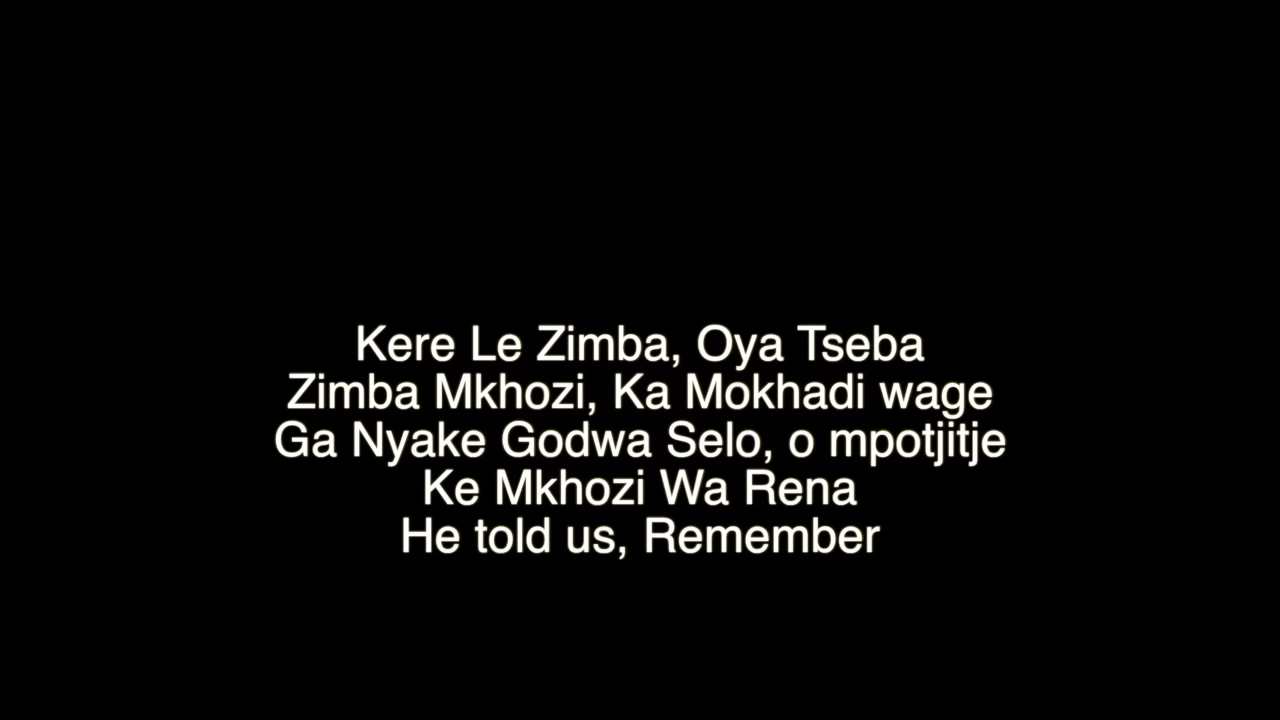 Kere Le Zimba, Oya Tseba
Zimba Mkhozi, Ka Mokhadi wage
Ga Nyake Godwa Selo, o mpotjitje
Ke Mkhozi Wa Rena
He told us, Remember